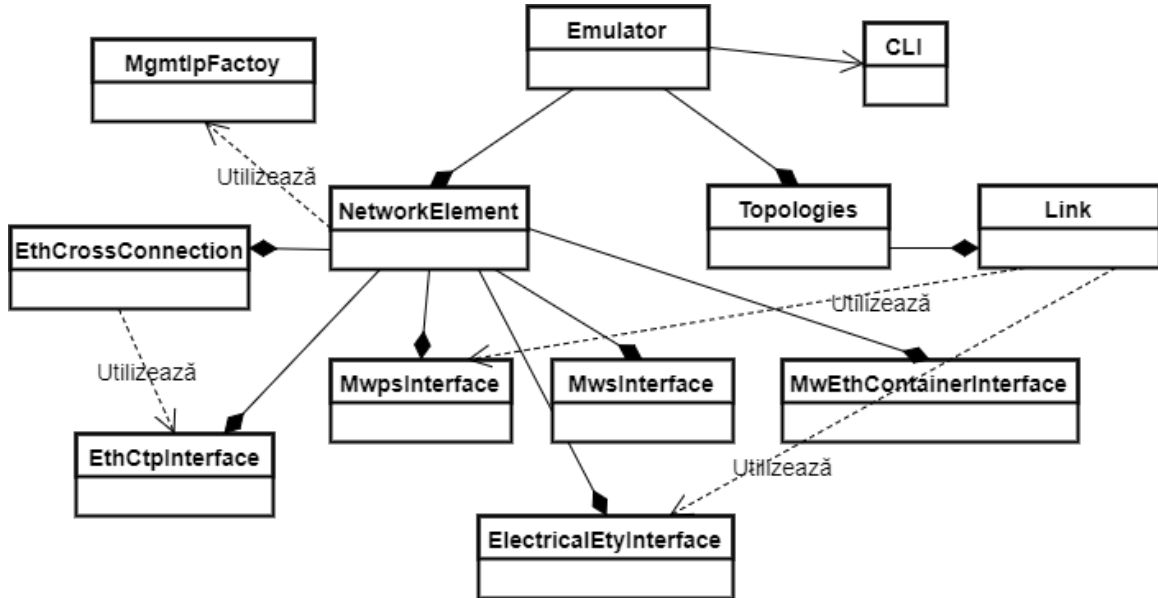 Emulator
CLI
MgmtIpFactoy
Utilizează
NetworkElement
Topologies
Link
EthCrossConnection
Utilizează
Utilizează
MwpsInterface
MwsInterface
MwEthContainerInterface
EthCtpInterface
Utilizează
ElectricalEtyInterface